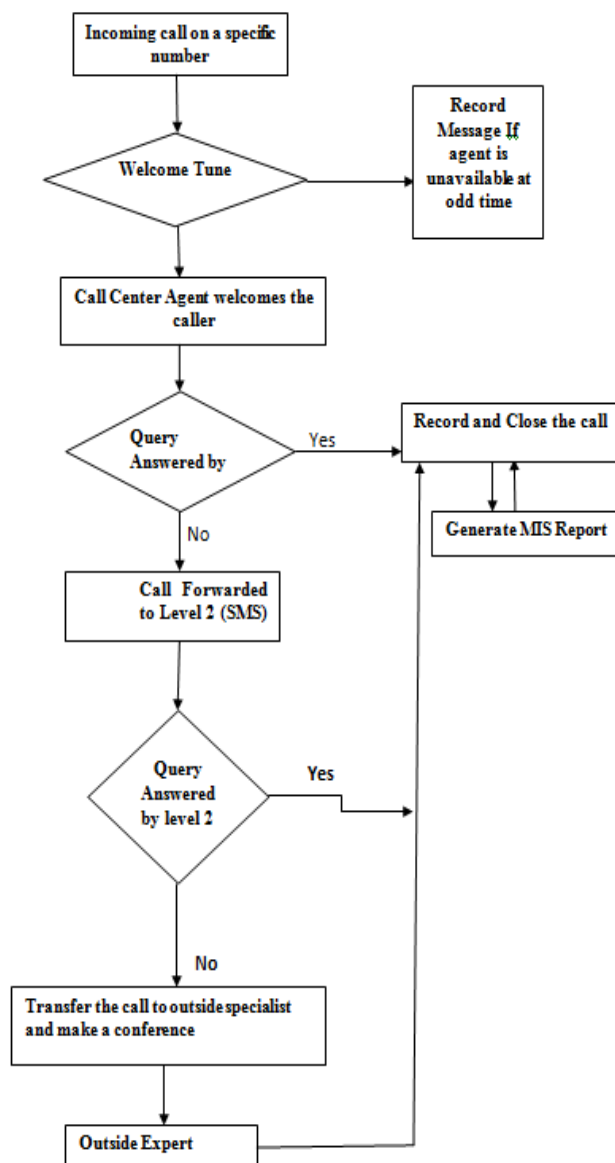 Incoming call on a specific
number
Record
Message If
agent is
unavailable at
odd time
Welcome Tune
Call Center Agent welcomes the
caller
Query
Answered by
Yes
Record and Close the call
Generate MIS Report
No
Call Forwarded
to Level 2 (SMS)
Query
Answered
by level 2
Yes
No
Transfer the call to outside specialist
and make a conference
Outside Expert